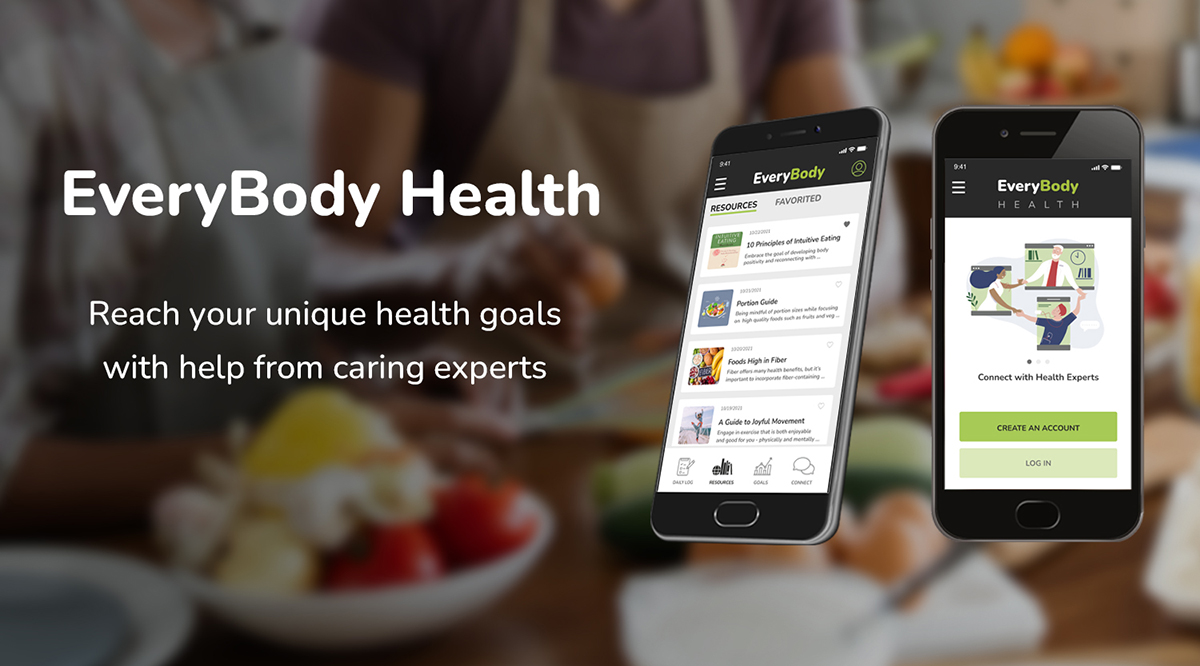 EveryBody Health
Reach your unique health goals
with help from caring experts
9:41
EveryBody
RESOURCES
FAVORITED
10/22/2021
10 Principles of Intuitive Eating
Embrace the goal of developing body
positivity and reconnecting with ...
INTUITIVE
EATING
10/21/2021
Portion Guide
Being mindful of portion sizes while focusing
on high quality foods such as fruits and veg ...
10/20/2021
Foods High in Fiber
Fiber offers many health benefits, but it's
important to incorporate fiber-containing ...
FIBER
10/19/2021
A Guide to Joyful Movement
Engage in exercise that is both enjoyable
and good for you - physically and mentally ...
DAILY LOG
RESOURCES
GOALS
CONNECT
9:41
EveryBody
HEALTH
Connect with Health Experts
CREATE AN ACCOUNT
LOG IN